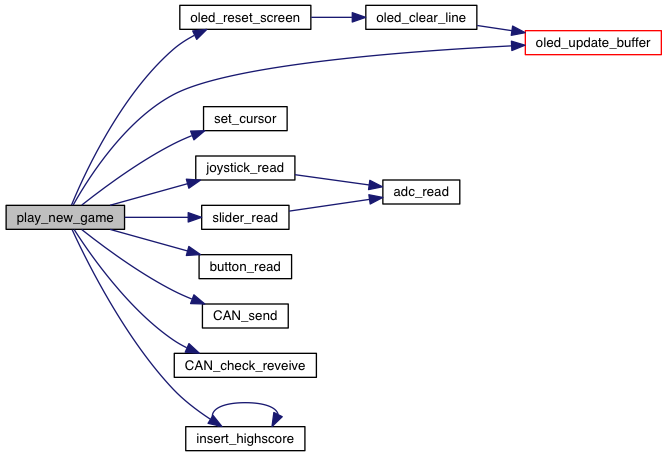 oled_reset_screen
oled_clear_line
oled_update_buffer
set_cursor
joystick_read
adc_read
play_new_game
slider_read
button_read
CAN_send
CAN_check_reveive
insert_highscore